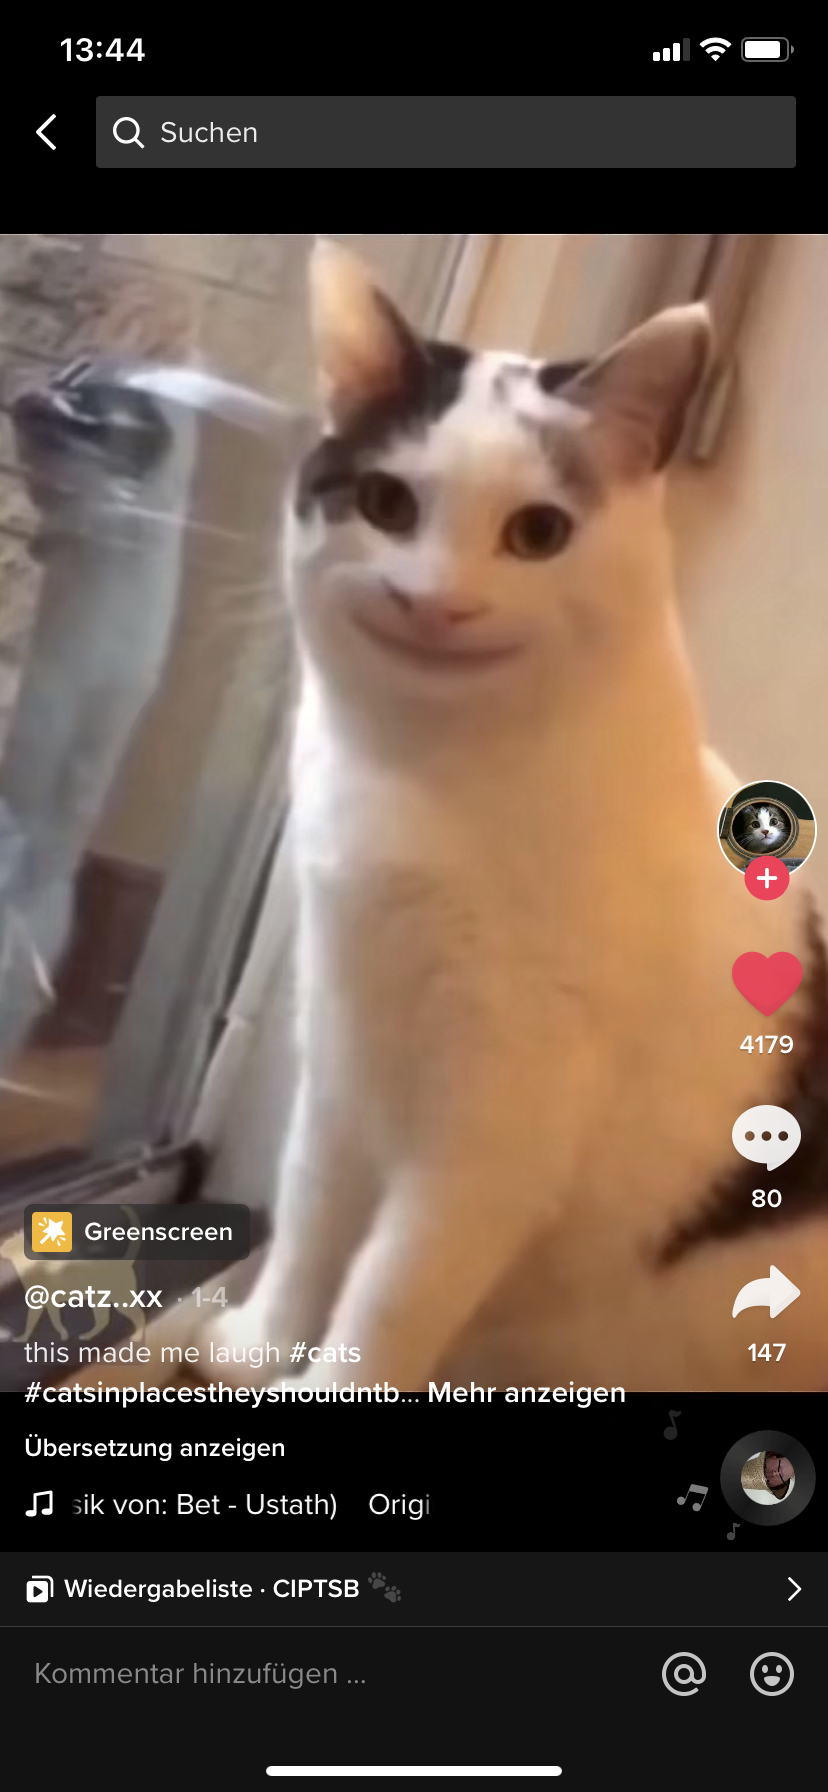 13:44
Suchen
Greenscreen
@catz..xx · 1-4
this made me laugh #cats
#catsinplacestheyshouldntb... Mehr anzeigen
Übersetzung anzeigen
sik von: Bet - Ustath) Origi
4179
80
147
Wiedergabeliste · CIPTSB 🐾
Kommentar hinzufügen ...